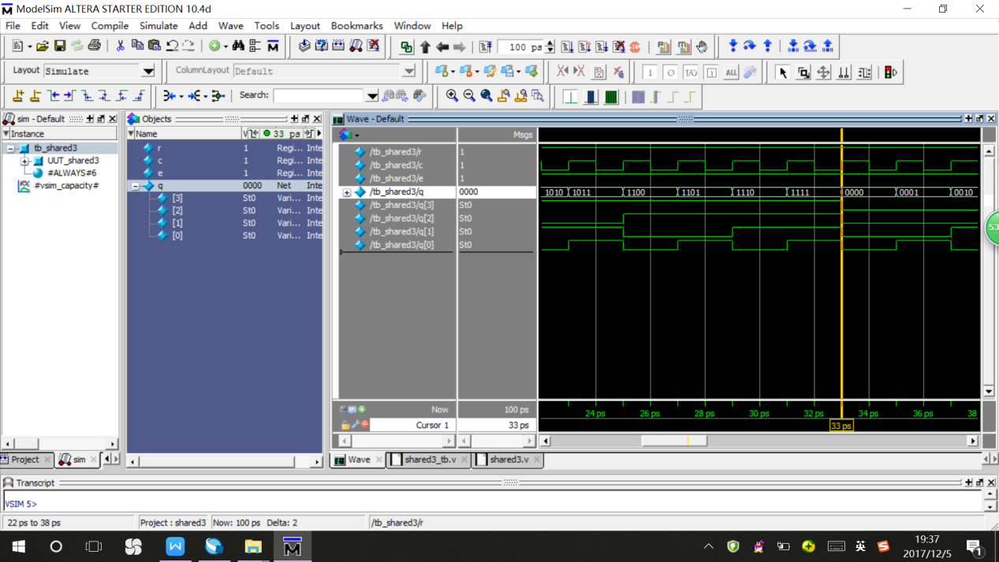 ModelSim ALTERA STARTER EDITION 10.4d
File Edit View Compile Simulate Add Wave Tools Layout Bookmarks Window Help
100 ps
Layout Simulate ColumnLayout Default
Search:
sim - Default
Instance
tb_shared3
UUT_shared3
#ALWAYS#6
#vsim_capacity#
Objects
Name V 33 ps
r 1 Regi... Inte
c 1 Regi... Inte
e 1 Regi... Inte
q 0000 Net Inte
[3] St0 Vari... Inte
[2] St0 Vari... Inte
[1] St0 Vari... Inte
[0] St0 Vari... Inte
Wave - Default
Msgs
/tb_shared3/r 1
/tb_shared3/c 1
/tb_shared3/e 1
/tb_shared3/q 0000 1010 1011 1100 1101 1110 1111 0000 0001 0010
/tb_shared3/q[3] St0
/tb_shared3/q[2] St0
/tb_shared3/q[1] St0
/tb_shared3/q[0] St0
53
Now 100 ps 24 ps 26 ps 28 ps 30 ps 32 ps 34 ps 36 ps 38
Cursor 1 33 ps 33 ps
Project sim Wave shared3_tb.v shared3.v
Transcript
VSIM 5>
22 ps to 38 ps Project : shared3 Now: 100 ps Delta: 2 /tb_shared3/r
英 19:37
2017/12/5
1